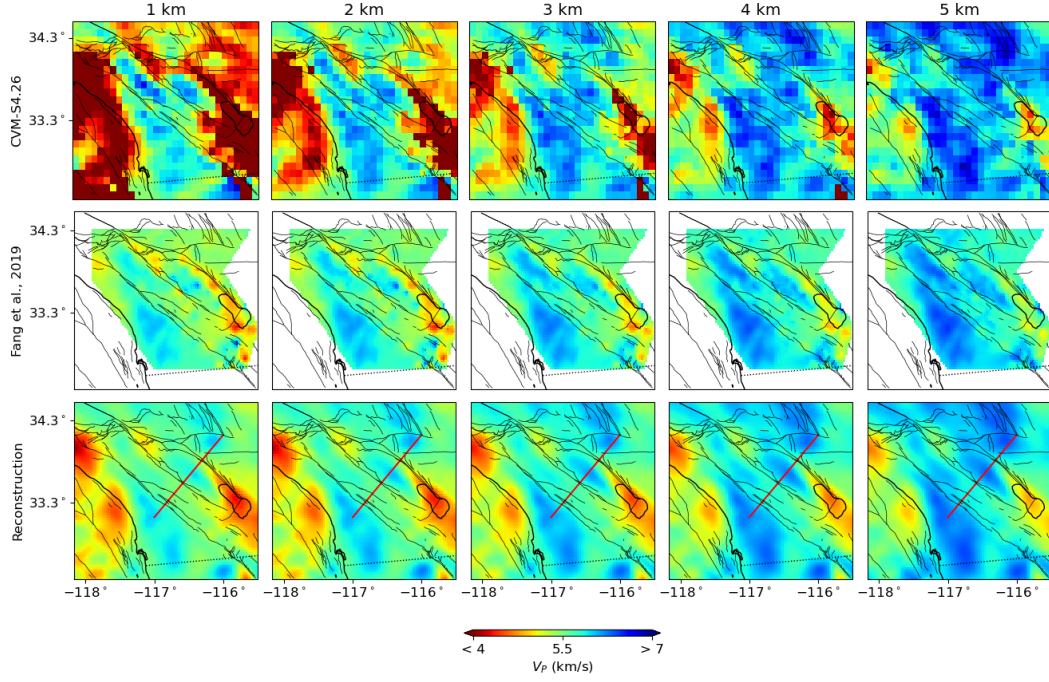 1 km 2 km 3 km 4 km 5 km
34.3°
CVM-S4.26
33.3°
34.3°
Fang et al., 2019
33.3°
34.3°
Reconstruction
33.3°
−118 −117 −116 −118 −117 −116 −118 −117 −116 −118 −117 −116 −118 −117 −116
< 4 5.5 > 7
V_P (km/s)